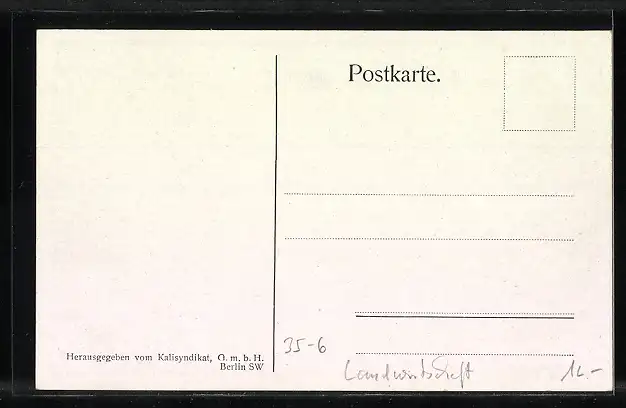 Postkarte.
Herausgegeben vom Kalisyndikat, G. m. b. H.
Berlin SW
35-6
Landwirtschaft
12.-